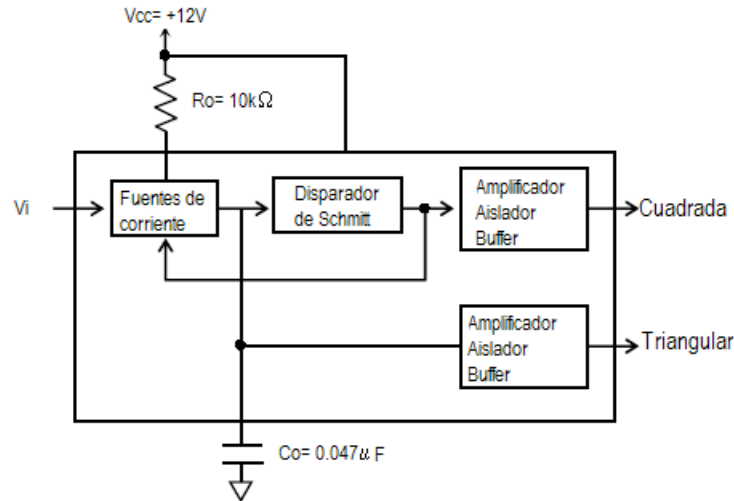 Vcc= +12V
Ro= 10kΩ
Vi
Fuentes de
corriente
Disparador
de Schmitt
Amplificador
Aislador
Buffer
Cuadrada
Amplificador
Aislador
Buffer
Triangular
Co= 0.047u F